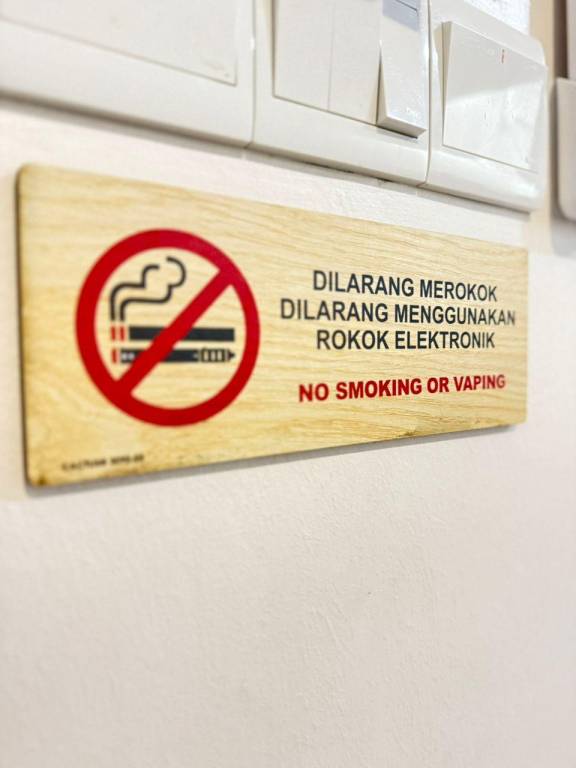 DILARANG MEROKOK
DILARANG MENGGUNAKAN
ROKOK ELEKTRONIK
NO SMOKING OR VAPING